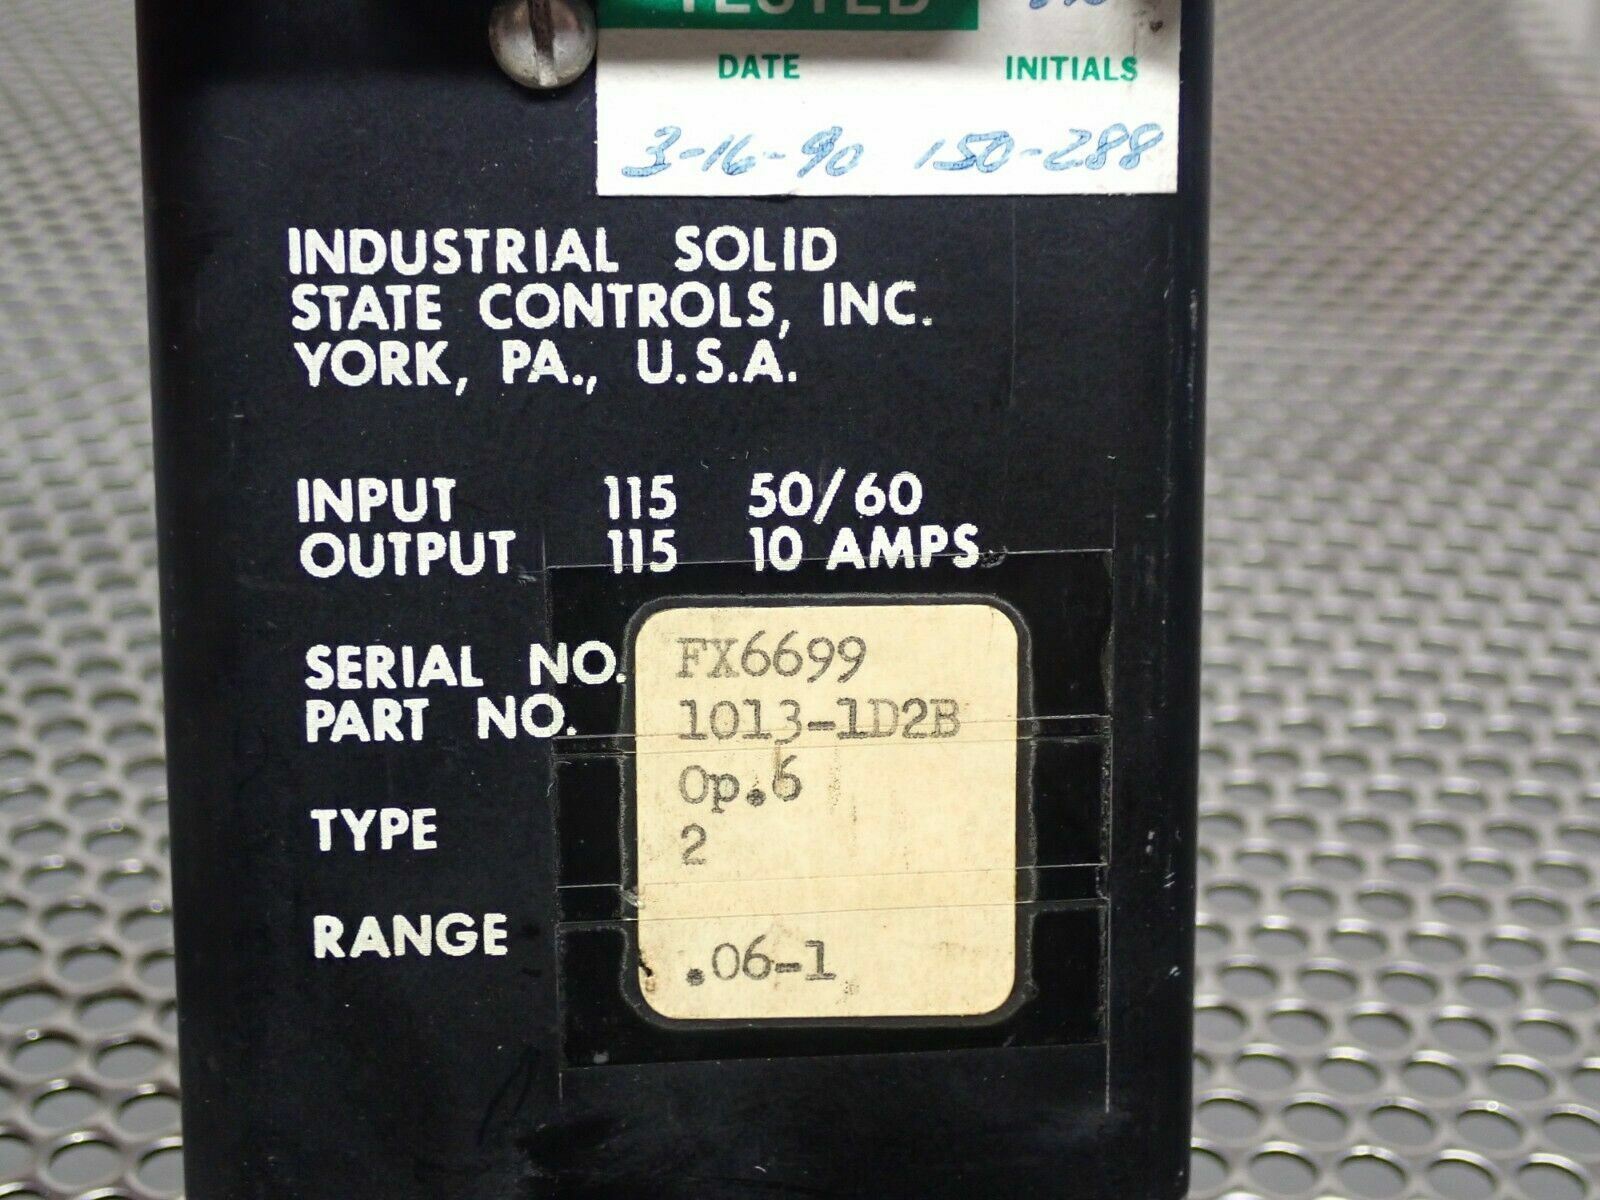 TESTED
DATE INITIALS
3-16-90 150-288
INDUSTRIAL SOLID
STATE CONTROLS, INC.
YORK, PA., U.S.A.
INPUT 115 50/60
OUTPUT 115 10 AMPS
SERIAL NO. FX6699
PART NO. 1013-1D2B
Op.6
TYPE 2
RANGE .06-1